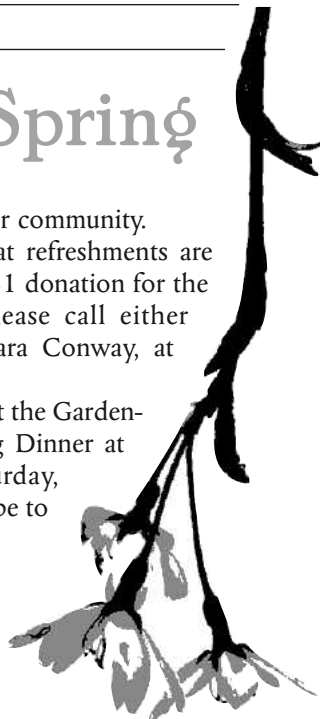 Spring
r community.
at refreshments are
1 donation for the
lease call either
ara Conway, at
t the Garden-
g Dinner at
urday,
pe to